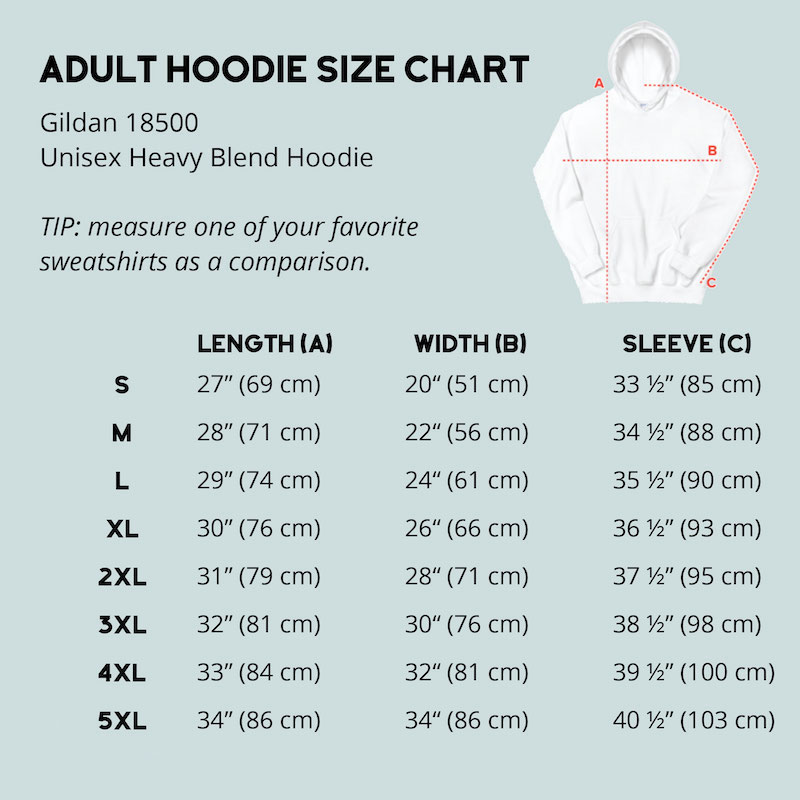 ADULT HOODIE SIZE CHART
Gildan 18500
Unisex Heavy Blend Hoodie
TIP: measure one of your favorite
sweatshirts as a comparison.
A
B
C
LENGTH (A) WIDTH (B) SLEEVE (C)
S 27” (69 cm) 20“ (51 cm) 33 ½” (85 cm)
M 28” (71 cm) 22“ (56 cm) 34 ½” (88 cm)
L 29” (74 cm) 24“ (61 cm) 35 ½” (90 cm)
XL 30” (76 cm) 26“ (66 cm) 36 ½” (93 cm)
2XL 31” (79 cm) 28“ (71 cm) 37 ½” (95 cm)
3XL 32” (81 cm) 30“ (76 cm) 38 ½” (98 cm)
4XL 33” (84 cm) 32“ (81 cm) 39 ½” (100 cm)
5XL 34” (86 cm) 34“ (86 cm) 40 ½” (103 cm)